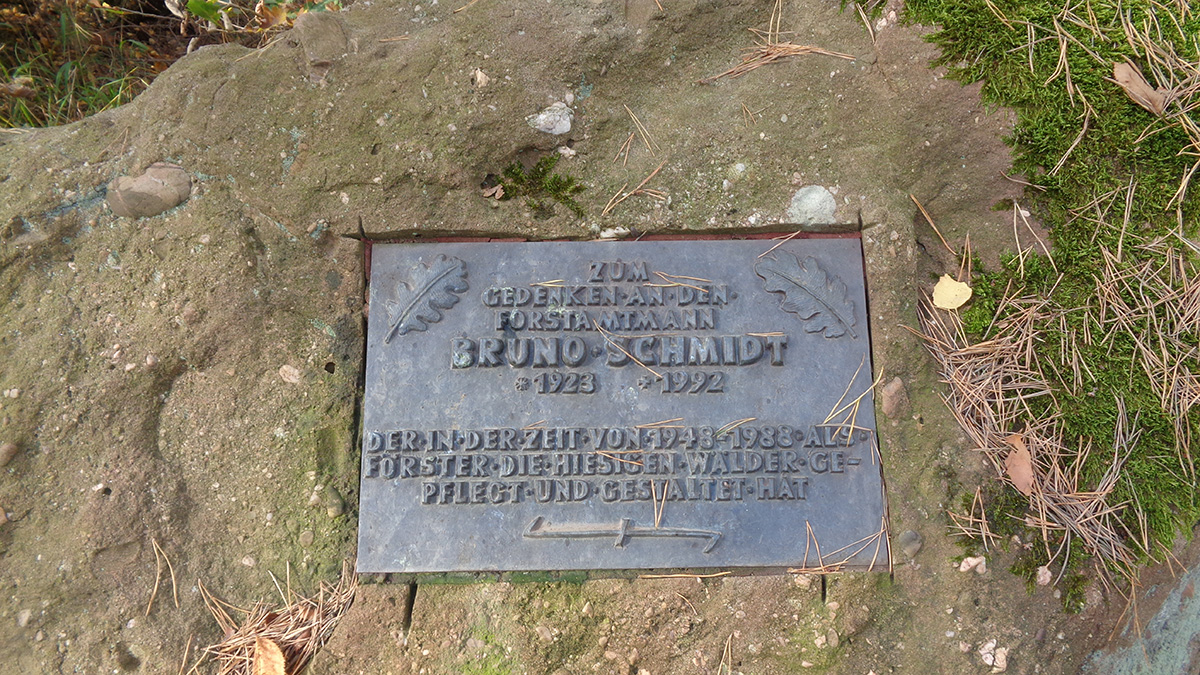 ZUM
GEDENKEN·AN·DEN·
FORSTAMTMANN
BRUNO·SCHMIDT
*1923 *1992
DER·IN·DER·ZEIT·VON·1948-1988·ALS·
FÖRSTER·DIE·HIESIGEN·WÄLDER·GE-
PFLEGT·UND·GESTALTET·HAT